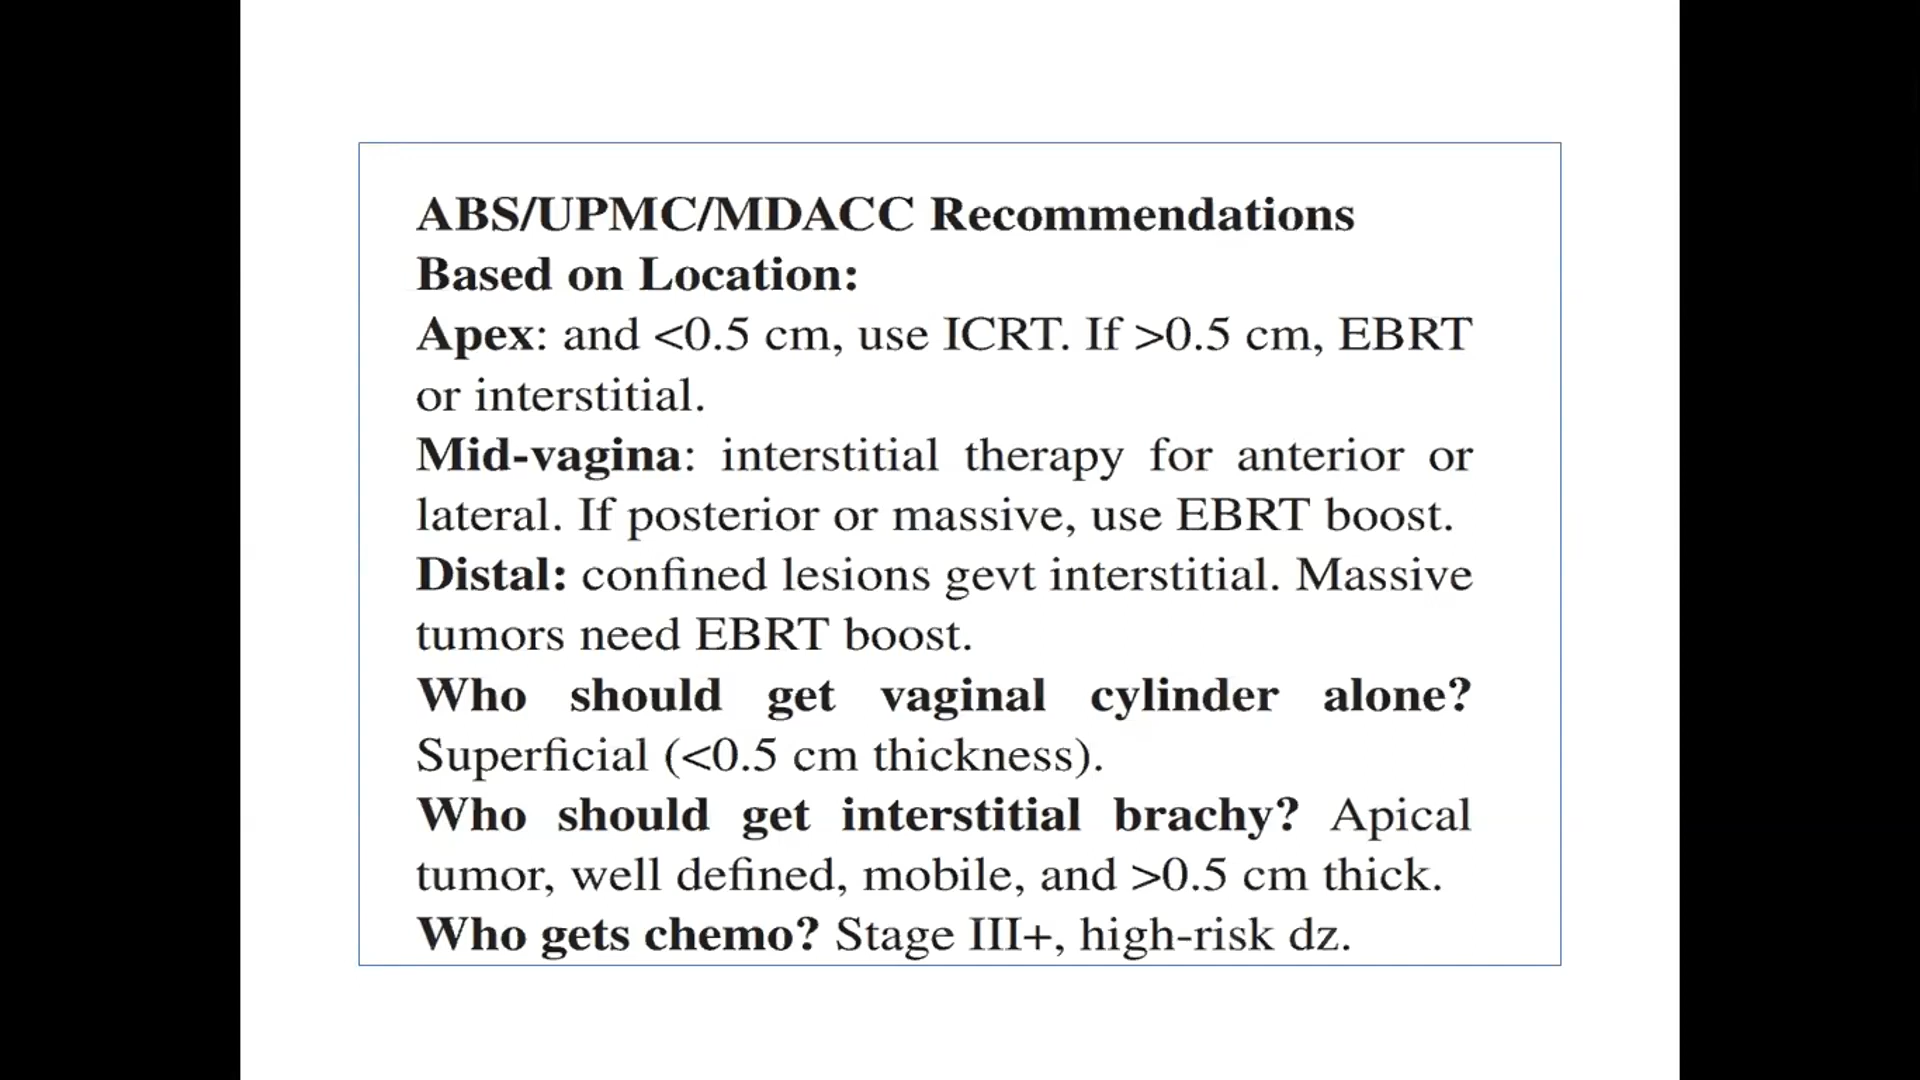 ABS/UPMC/MDACC Recommendations
Based on Location:
Apex: and <0.5 cm, use ICRT. If >0.5 cm, EBRT
or interstitial.
Mid-vagina: interstitial therapy for anterior or
lateral. If posterior or massive, use EBRT boost.
Distal: confined lesions gevt interstitial. Massive
tumors need EBRT boost.
Who should get vaginal cylinder alone?
Superficial (<0.5 cm thickness).
Who should get interstitial brachy? Apical
tumor, well defined, mobile, and >0.5 cm thick.
Who gets chemo? Stage III+, high-risk dz.